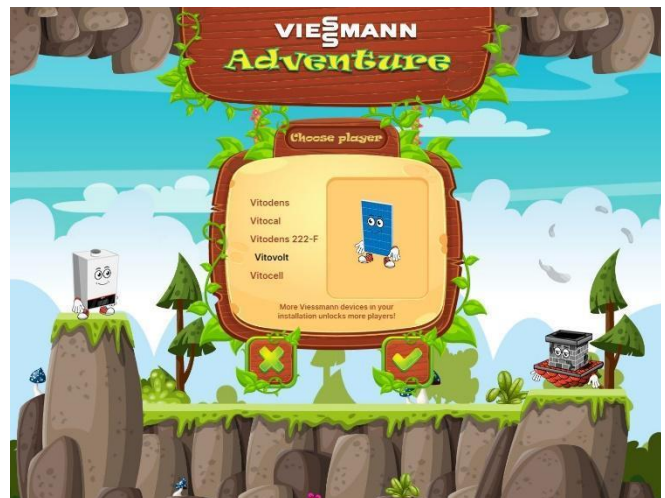 VIESSMANN
Adventure
Choose player
Vitodens
Vitocal
Vitodens 222-F
Vitovolt
Vitocell
More Viessmann devices in your
installation unlocks more players!